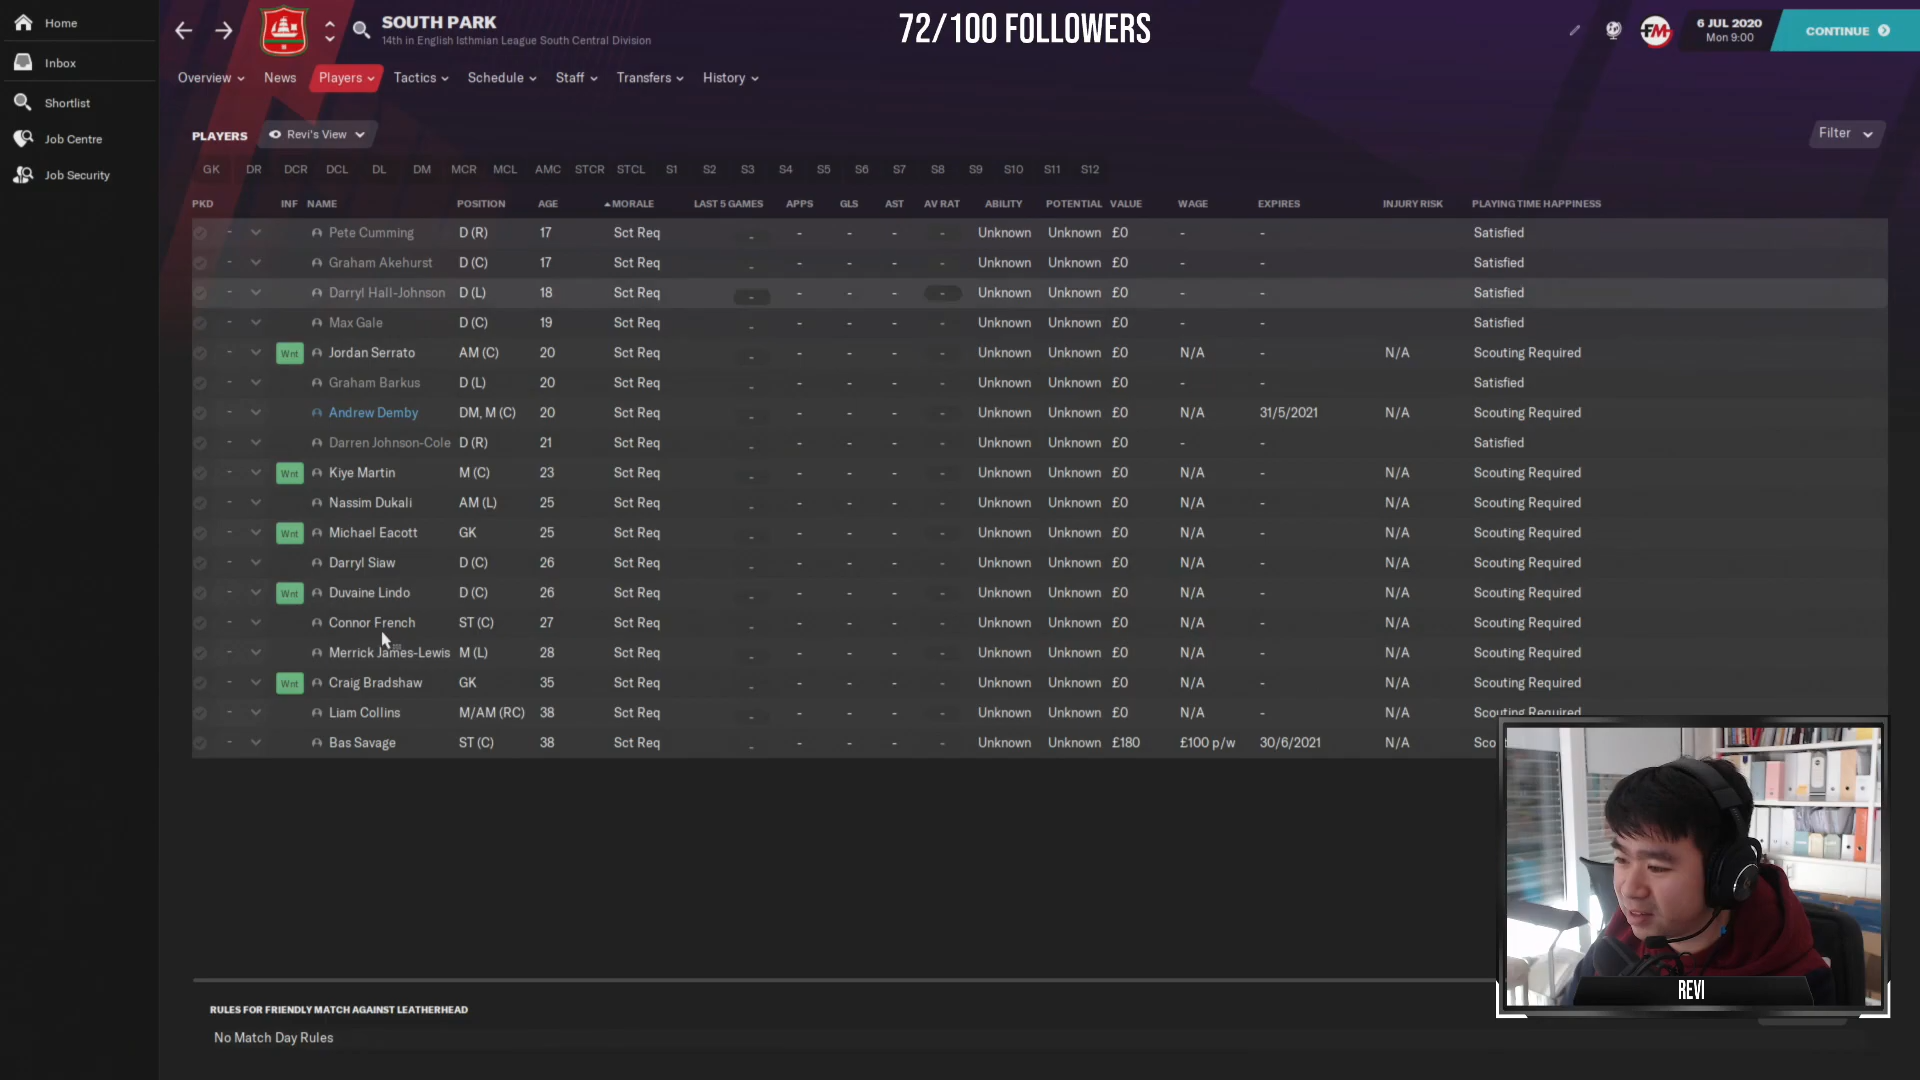 Home
Inbox
Shortlist
Job Centre
Job Security
SOUTH PARK
14th in English Isthmian League South Central Division
72/100 FOLLOWERS
FM
6 JUL 2020
Mon 9:00
CONTINUE
Overview News Players Tactics Schedule Staff Transfers History
PLAYERS Revi's View Filter
GK DR DCR DCL DL DM MCR MCL AMC STCR STCL S1 S2 S3 S4 S5 S6 S7 S8 S9 S10 S11 S12
PKD INF NAME POSITION AGE MORALE LAST 5 GAMES APPS GLS AST AV RAT ABILITY POTENTIAL VALUE WAGE EXPIRES INJURY RISK PLAYING TIME HAPPINESS
- Pete Cumming D (R) 17 Sct Req - - - - - Unknown Unknown £0 - - Satisfied
- Graham Akehurst D (C) 17 Sct Req - - - - - Unknown Unknown £0 - - Satisfied
- Darryl Hall-Johnson D (L) 18 Sct Req - - - - - Unknown Unknown £0 - - Satisfied
- Max Gale D (C) 19 Sct Req - - - - - Unknown Unknown £0 - - Satisfied
- Wnt Jordan Serrato AM (C) 20 Sct Req - - - - - Unknown Unknown £0 N/A - N/A Scouting Required
- Graham Barkus D (L) 20 Sct Req - - - - - Unknown Unknown £0 - - Satisfied
- Andrew Demby DM, M (C) 20 Sct Req - - - - - Unknown Unknown £0 N/A 31/5/2021 N/A Scouting Required
- Darren Johnson-Cole D (R) 21 Sct Req - - - - - Unknown Unknown £0 - - Satisfied
- Wnt Kiye Martin M (C) 23 Sct Req - - - - - Unknown Unknown £0 N/A - N/A Scouting Required
- Nassim Dukali AM (L) 25 Sct Req - - - - - Unknown Unknown £0 N/A - N/A Scouting Required
- Wnt Michael Eacott GK 25 Sct Req - - - - - Unknown Unknown £0 N/A - N/A Scouting Required
- Darryl Siaw D (C) 26 Sct Req - - - - - Unknown Unknown £0 N/A - N/A Scouting Required
- Wnt Duvaine Lindo D (C) 26 Sct Req - - - - - Unknown Unknown £0 N/A - N/A Scouting Required
- Connor French ST (C) 27 Sct Req - - - - - Unknown Unknown £0 N/A - N/A Scouting Required
- Merrick James-Lewis M (L) 28 Sct Req - - - - - Unknown Unknown £0 N/A - N/A Scouting Required
- Wnt Craig Bradshaw GK 35 Sct Req - - - - - Unknown Unknown £0 N/A - N/A Scouting Required
- Liam Collins M/AM (RC) 38 Sct Req - - - - - Unknown Unknown £0 N/A - N/A Scouting Required
- Bas Savage ST (C) 38 Sct Req - - - - - Unknown Unknown £180 £100 p/w 30/6/2021 N/A Sco
REVI
RULES FOR FRIENDLY MATCH AGAINST LEATHERHEAD
No Match Day Rules